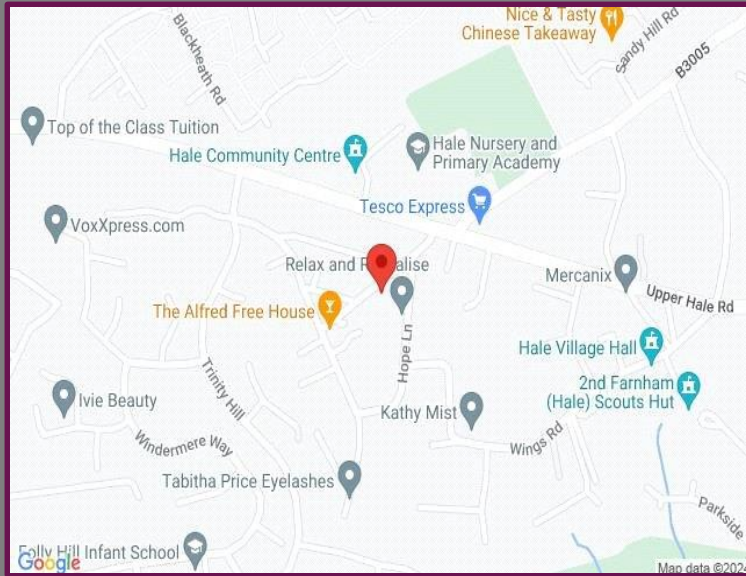 Nice & Tasty
Chinese Takeaway
Sandy Hill Rd
B3005
Blackheath Rd
Top of the Class Tuition
Hale Community Centre
Hale Nursery and
Primary Academy
Tesco Express
VoxXpress.com
Relax and R alise
Mercanix
Upper Hale Rd
The Alfred Free House
Hope Ln
Hale Village Hall
2nd Farnham
(Hale) Scouts Hut
Trinity Hill
Ivie Beauty
Kathy Mist
Windermere Way
Wings Rd
Tabitha Price Eyelashes
Parkside
Folly Hill Infant School
Google
Map data ©2024